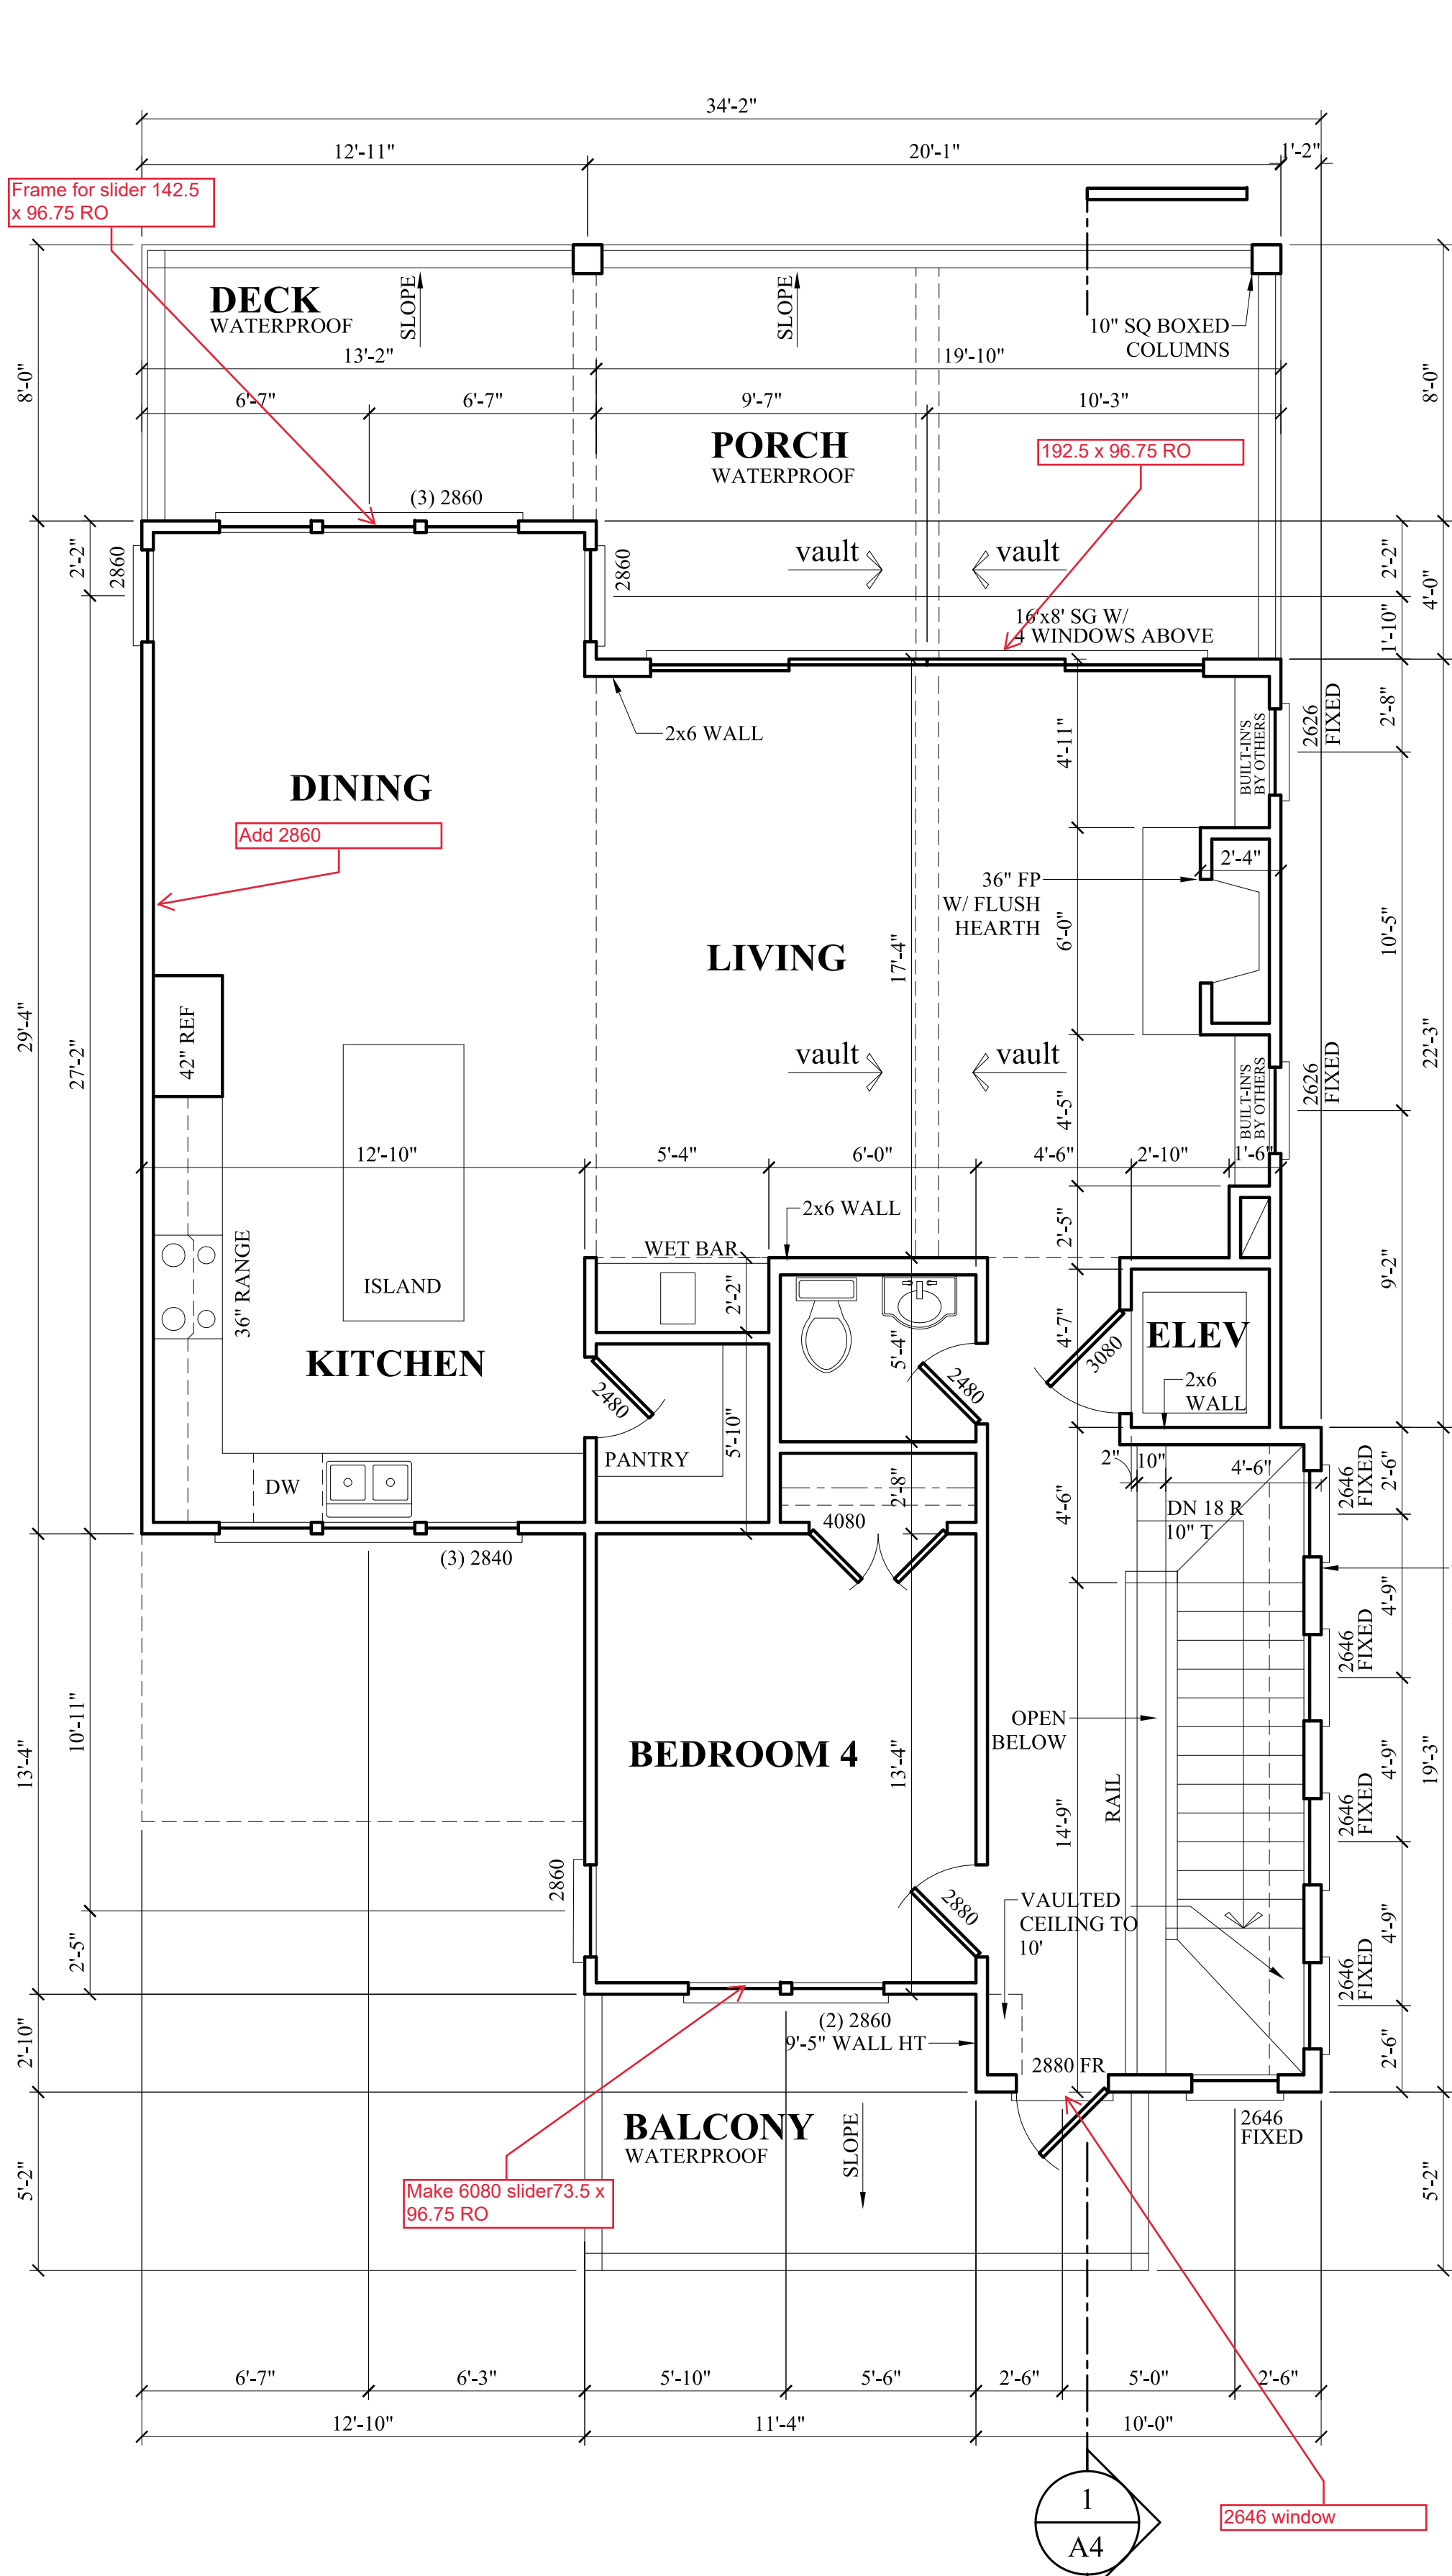 34'-2"
12'-11"
20'-1"
1'-2"
Frame for slider 142.5
x 96.75 RO
DECK
WATERPROOF
SLOPE
SLOPE
10" SQ BOXED
COLUMNS
8'-0"
8'-0"
13'-2"
19'-10"
6'-7"
6'-7"
9'-7"
10'-3"
PORCH
WATERPROOF
192.5 x 96.75 RO
(3) 2860
2'-2"
2860
2860
vault
vault
2'-2"
4'-0"
16'x8' SG W/
4 WINDOWS ABOVE
1'-10"
2x6 WALL
4'-11"
BUILT-IN'S
BY OTHERS
2626
FIXED
2'-8"
DINING
Add 2860
2'-4"
36" FP
W/ FLUSH
HEARTH
6'-0"
10'-5"
LIVING
17'-4"
29'-4"
27'-2"
42" REF
vault
vault
22'-3"
4'-5"
BUILT-IN'S
BY OTHERS
2626
FIXED
12'-10"
5'-4"
6'-0"
4'-6"
2'-10"
1'-6"
2x6 WALL
2'-5"
WET BAR
36" RANGE
ISLAND
2'-2"
9'-2"
KITCHEN
5'-4"
4'-7"
ELEV
3080
2480
2480
2x6
WALL
5'-10"
PANTRY
DW
2'-8"
2"
10"
4'-6"
2646
FIXED
2'-6"
4'-6"
DN 18 R
10" T
4080
(3) 2840
4'-9"
2646
FIXED
10'-11"
13'-4"
OPEN
BELOW
BEDROOM 4
13'-4"
14'-9"
RAIL
4'-9"
19'-3"
2646
FIXED
2860
2880
VAULTED
CEILING TO
10'
4'-9"
2'-5"
2646
FIXED
(2) 2860
9'-5" WALL HT
2'-10"
2880 FR
2'-6"
BALCONY
WATERPROOF
SLOPE
2646
FIXED
5'-2"
5'-2"
Make 6080 slider73.5 x
96.75 RO
6'-7"
6'-3"
5'-10"
5'-6"
2'-6"
5'-0"
2'-6"
12'-10"
11'-4"
10'-0"
1
A4
2646 window